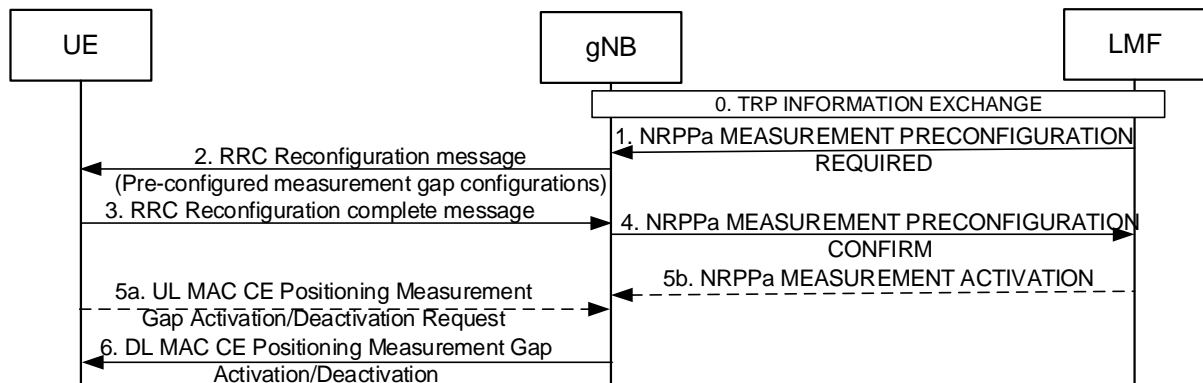 UE
gNB
LMF
0. TRP INFORMATION EXCHANGE
1. NRPPa MEASUREMENT PRECONFIGURATION
REQUIRED
2. RRC Reconfiguration message
(Pre-configured measurement gap configurations)
3. RRC Reconfiguration complete message
4. NRPPa MEASUREMENT PRECONFIGURATION
CONFIRM
5a. UL MAC CE Positioning Measurement
Gap Activation/Deactivation Request
5b. NRPPa MEASUREMENT ACTIVATION
6. DL MAC CE Positioning Measurement Gap
Activation/Deactivation